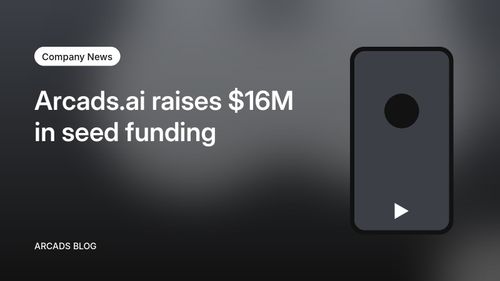 Company News
Arcads.ai raises $16M
in seed funding
ARCADS BLOG